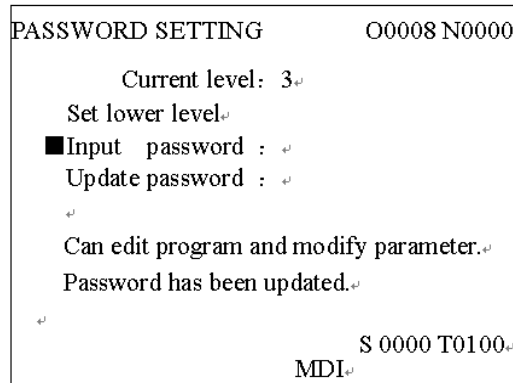 PASSWORD SETTING O0008 N0000
Current level: 3
Set lower level
Input password :
Update password :
Can edit program and modify parameter.
Password has been updated.
S 0000 T0100
MDI